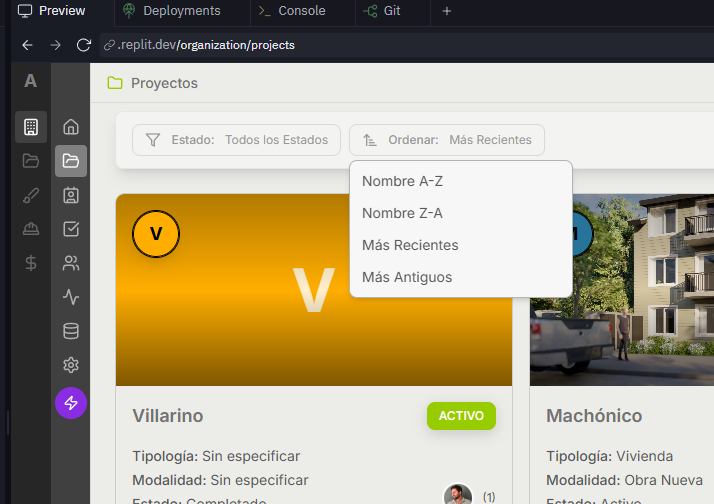 Preview Deployments Console Git +
.replit.dev/organization/projects
A
Proyectos
Estado: Todos los Estados Ordenar: Más Recientes
Nombre A-Z
Nombre Z-A
Más Recientes
Más Antiguos
V
V
M
$
Villarino ACTIVO
Machónico
Tipología: Sin especificar
Tipología: Vivienda
Modalidad: Sin especificar
Modalidad: Obra Nueva
Estado: Completado
(1)
Estado: Activo